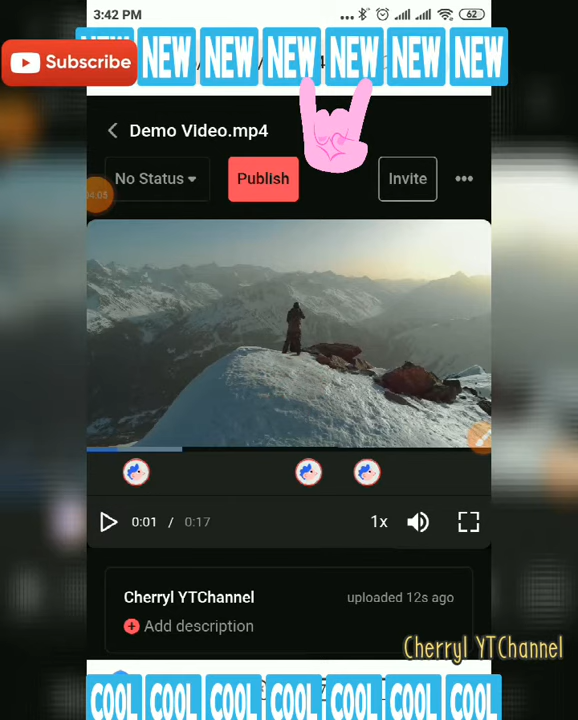 3:42 PM 62
Subscribe NEW NEW NEW NEW NEW NEW
Demo Video.mp4
No Status Publish Invite
0:01 / 0:17 1x
Cherryl YTChannel uploaded 12s ago
Add description
Cherryl YTChannel
COOL COOL COOL COOL COOL COOL COOL